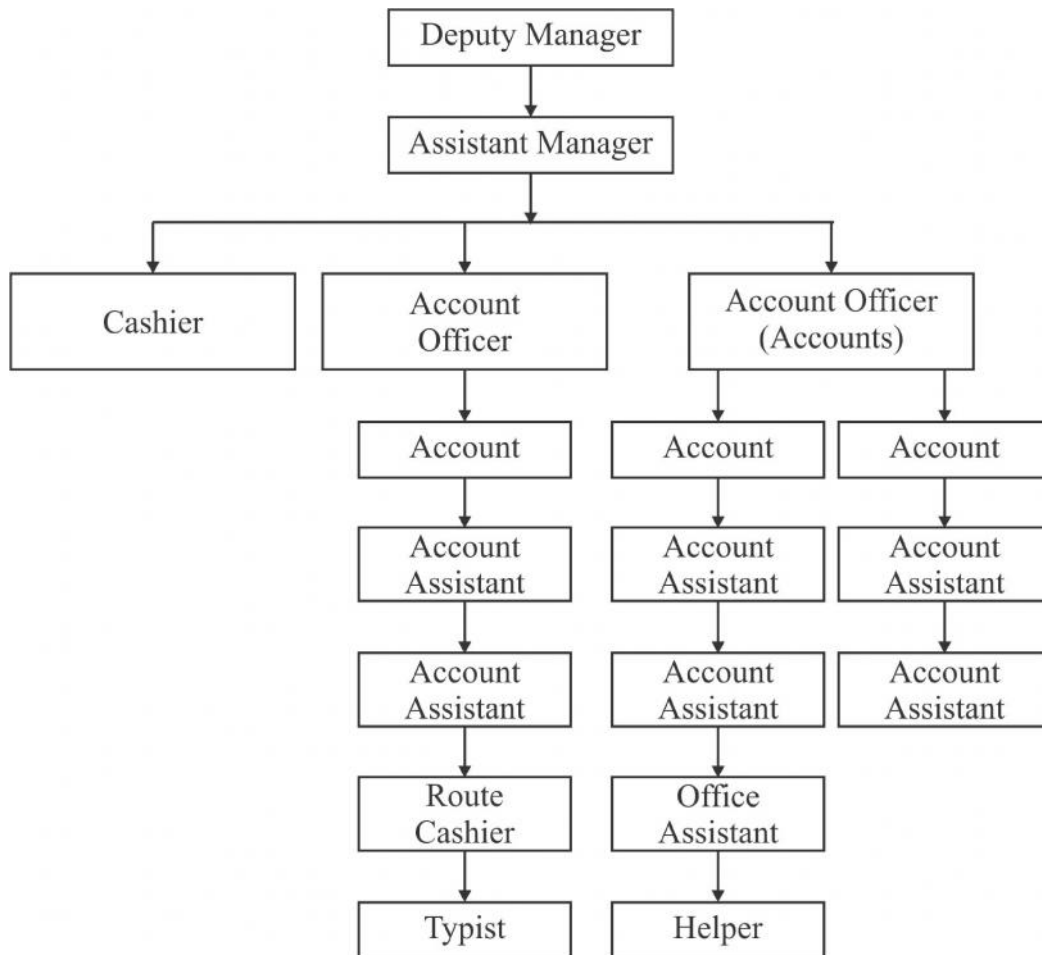 Deputy Manager
Assistant Manager
Cashier
Account
Officer
Account Officer
(Accounts)
Account
Account
Account
Account
Assistant
Account
Assistant
Account
Assistant
Account
Assistant
Account
Assistant
Account
Assistant
Route
Cashier
Office
Assistant
Typist
Helper